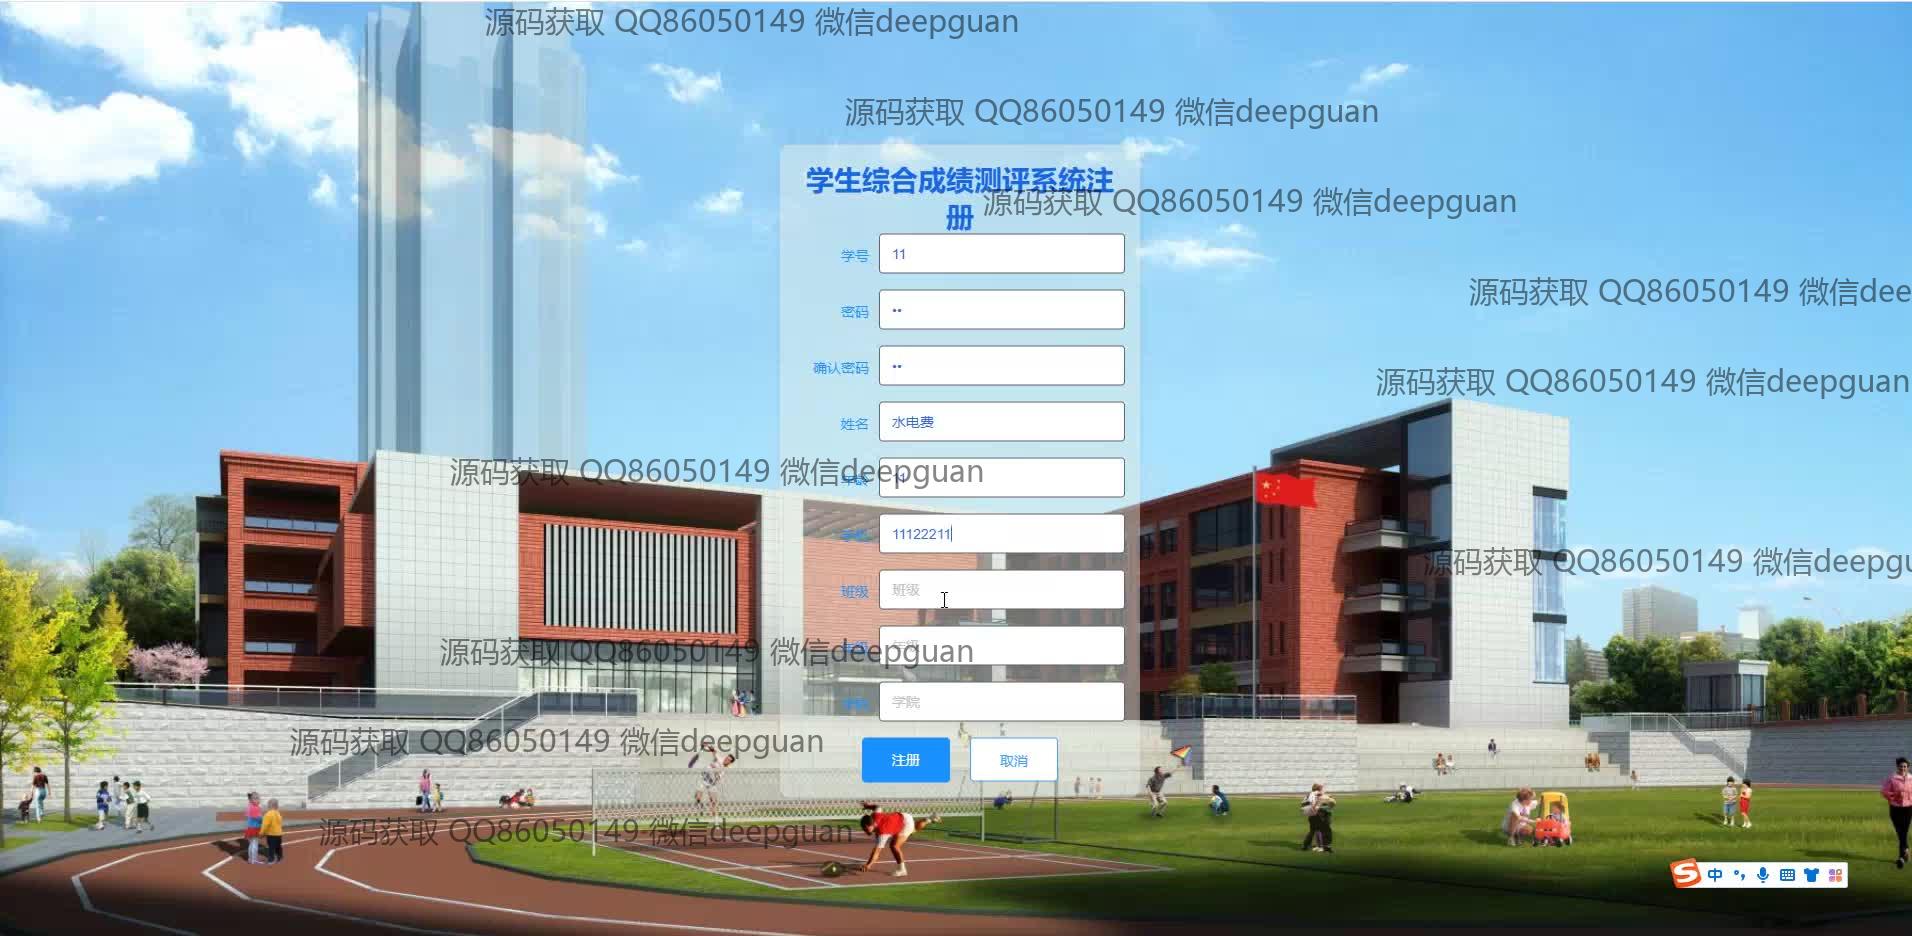 源码获取 QQ86050149 微信deepguan
源码获取 QQ86050149 微信deepguan
学生综合成绩测评系统注
册
源码获取 QQ86050149 微信deepguan
学号 11
源码获取 QQ86050149 微信dee
密码 ••
确认密码 ••
源码获取 QQ86050149 微信deepguan
姓名 水电费
源码获取 QQ86050149 微信deepguan
年龄
11122211
源码获取 QQ86050149 微信deepgu
班级 班级
源码获取 QQ86050149 微信deepguan
年级
学院 学院
源码获取 QQ86050149 微信deepguan
注册 取消
源码获取 QQ86050149 微信deepguan
中